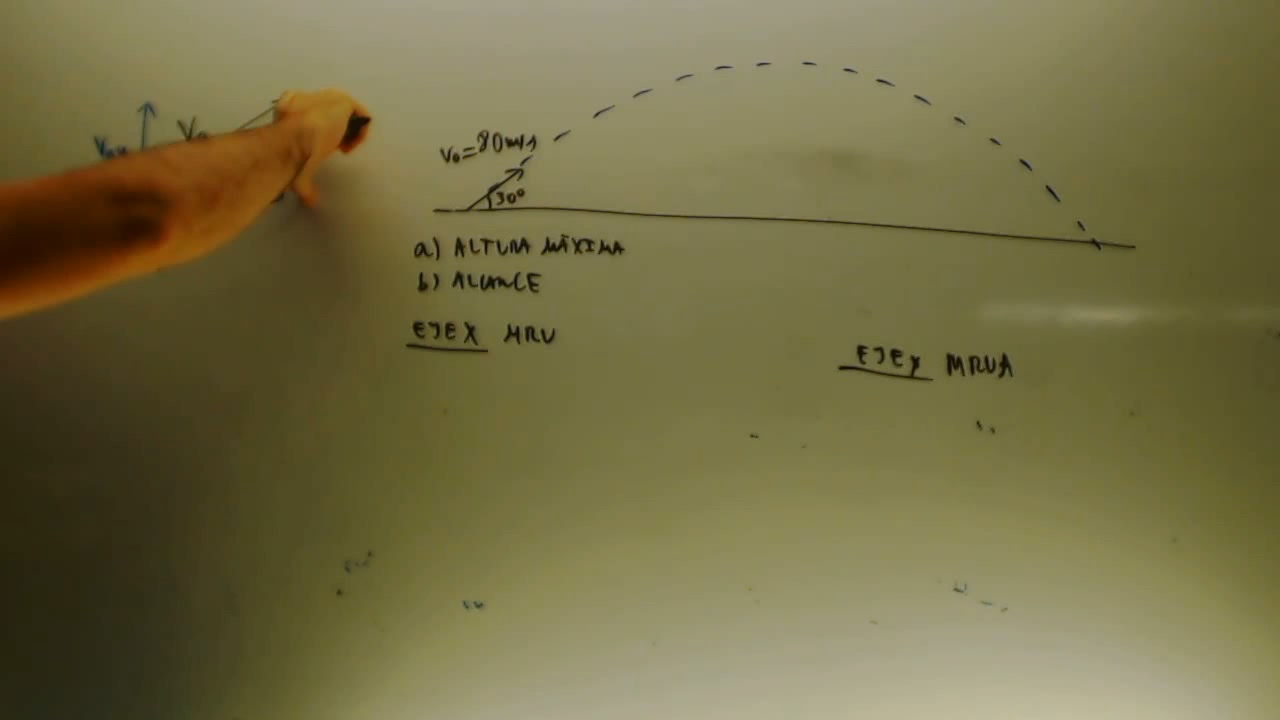 V₀=80m/s
30°
a) ALTURA MÁXIMA
b) ALCANCE
EJE X MRU
EJE Y MRUA